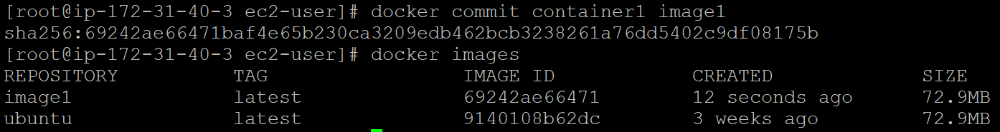 [root@ip-172-31-40-3 ec2-user]# docker commit container1 image1
sha256:69242ae66471baf4e65b230ca3209edb462bcb3238261a76dd5402c9df08175b
[root@ip-172-31-40-3 ec2-user]# docker images
REPOSITORY TAG IMAGE ID CREATED SIZE
image1 latest 69242ae66471 12 seconds ago 72.9MB
ubuntu latest 9140108b62dc 3 weeks ago 72.9MB